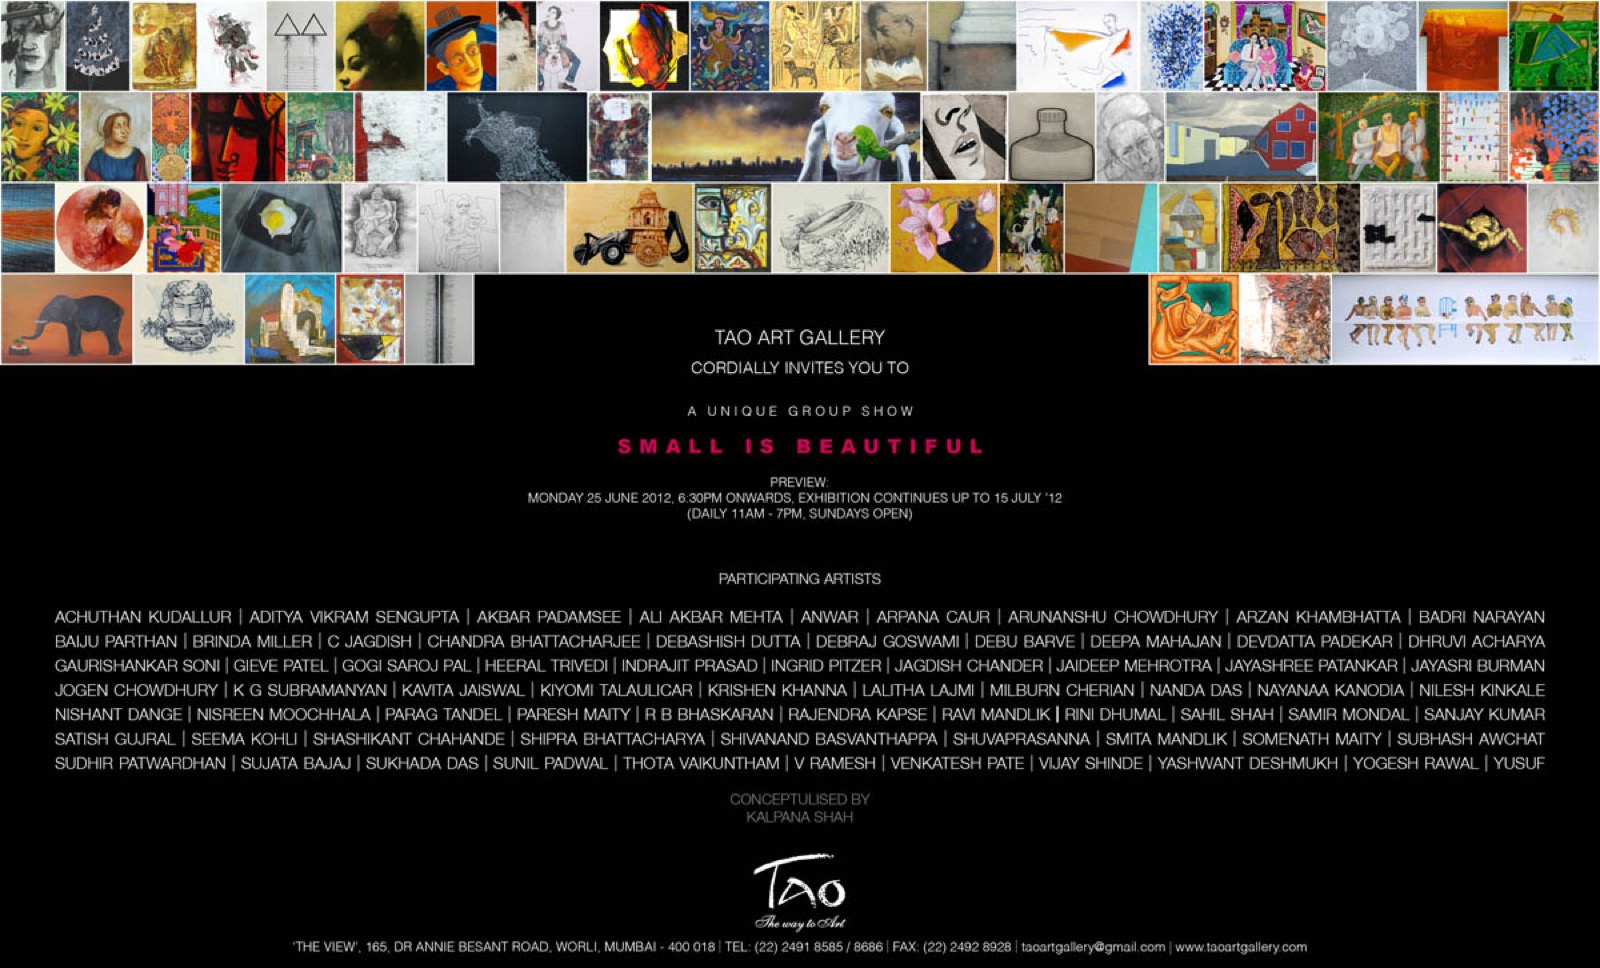 TAO ART GALLERY
CORDIALLY INVITES YOU TO
A UNIQUE GROUP SHOW
SMALL IS BEAUTIFUL
PREVIEW:
MONDAY 25 JUNE 2012, 6:30PM ONWARDS, EXHIBITION CONTINUES UP TO 15 JULY '12
(DAILY 11AM - 7PM, SUNDAYS OPEN)
PARTICIPATING ARTISTS
ACHUTHAN KUDALLUR | ADITYA VIKRAM SENGUPTA | AKBAR PADAMSEE | ALI AKBAR MEHTA | ANWAR | ARPANA CAUR | ARUNANSHU CHOWDHURY | ARZAN KHAMBHATTA | BADRI NARAYAN
BAIJU PARTHAN | BRINDA MILLER | C JAGDISH | CHANDRA BHATTACHARJEE | DEBASHISH DUTTA | DEBRAJ GOSWAMI | DEBU BARVE | DEEPA MAHAJAN | DEVDATTA PADEKAR | DHRUVI ACHARYA
GAURISHANKAR SONI | GIEVE PATEL | GOGI SAROJ PAL | HEERAL TRIVEDI | INDRAJIT PRASAD | INGRID PITZER | JAGDISH CHANDER | JAIDEEP MEHROTRA | JAYASHREE PATANKAR | JAYASRI BURMAN
JOGEN CHOWDHURY | K G SUBRAMANYAN | KAVITA JAISWAL | KIYOMI TALAULICAR | KRISHEN KHANNA | LALITHA LAJMI | MILBURN CHERIAN | NANDA DAS | NAYANAA KANODIA | NILESH KINKALE
NISHANT DANGE | NISREEN MOOCHHALA | PARAG TANDEL | PARESH MAITY | R B BHASKARAN | RAJENDRA KAPSE | RAVI MANDLIK | RINI DHUMAL | SAHIL SHAH | SAMIR MONDAL | SANJAY KUMAR
SATISH GUJRAL | SEEMA KOHLI | SHASHIKANT CHAHANDE | SHIPRA BHATTACHARYA | SHIVANAND BASVANTHAPPA | SHUVAPRASANNA | SMITA MANDLIK | SOMENATH MAITY | SUBHASH AWCHAT
SUDHIR PATWARDHAN | SUJATA BAJAJ | SUKHADA DAS | SUNIL PADWAL | THOTA VAIKUNTHAM | V RAMESH | VENKATESH PATE | VIJAY SHINDE | YASHWANT DESHMUKH | YOGESH RAWAL | YUSUF
CONCEPTULISED BY
KALPANA SHAH
TAO
The way to Art
'THE VIEW', 165, DR ANNIE BESANT ROAD, WORLI, MUMBAI - 400 018 | TEL: (22) 2491 8585 / 8686 | FAX: (22) 2492 8928 | taoartgallery@gmail.com | www.taoartgallery.com